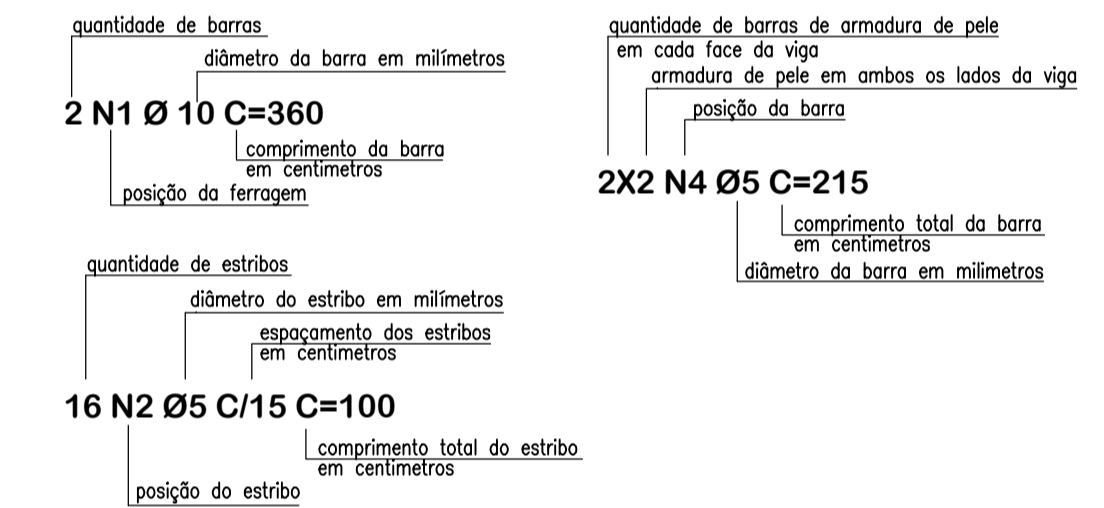 quantidade de barras
diâmetro da barra em milímetros
2 N1 Ø 10 C=360
comprimento da barra
em centimetros
posição da ferragem
quantidade de barras de armadura de pele
em cada face da viga
armadura de pele em ambos os lados da viga
posição da barra
2X2 N4 Ø5 C=215
comprimento total da barra
em centimetros
diâmetro da barra em milimetros
quantidade de estribos
diâmetro do estribo em milímetros
espaçamento dos estribos
em centimetros
16 N2 Ø5 C/15 C=100
comprimento total do estribo
em centimetros
posição do estribo